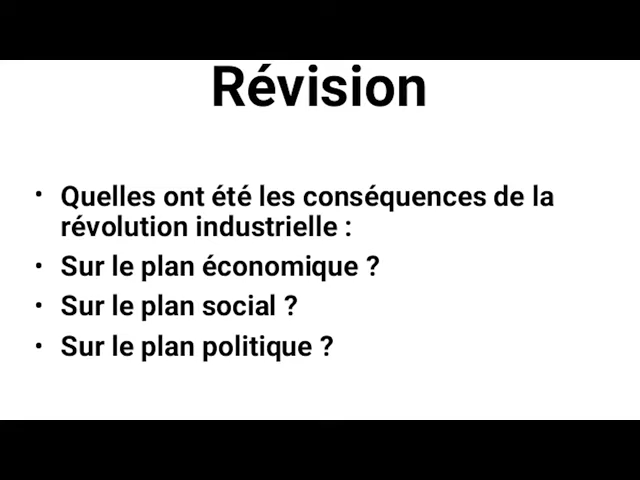 Révision
• Quelles ont été les conséquences de la
révolution industrielle :
• Sur le plan économique ?
• Sur le plan social ?
• Sur le plan politique ?